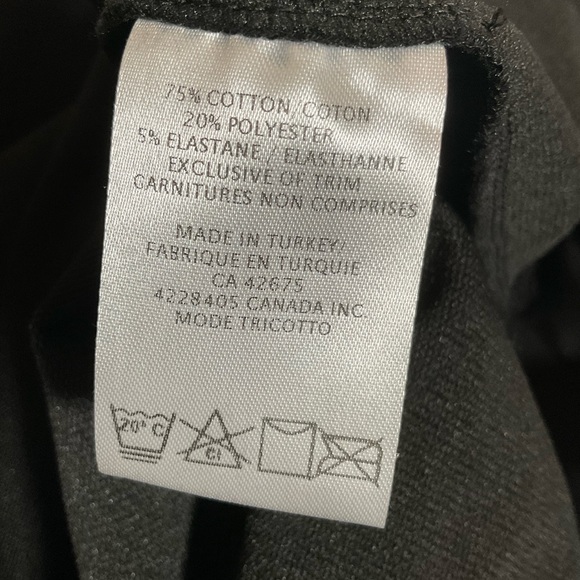 75% COTTON/COTON
20% POLYESTER
5% ELASTANE/ELASTHANNE
EXCLUSIVE OF TRIM
GARNITURES NON COMPRISES
MADE IN TURKEY/
FABRIQUE EN TURQUIE
CA 42675
4228405 CANADA INC.
MODE TRICOTTO
20° C
Cl